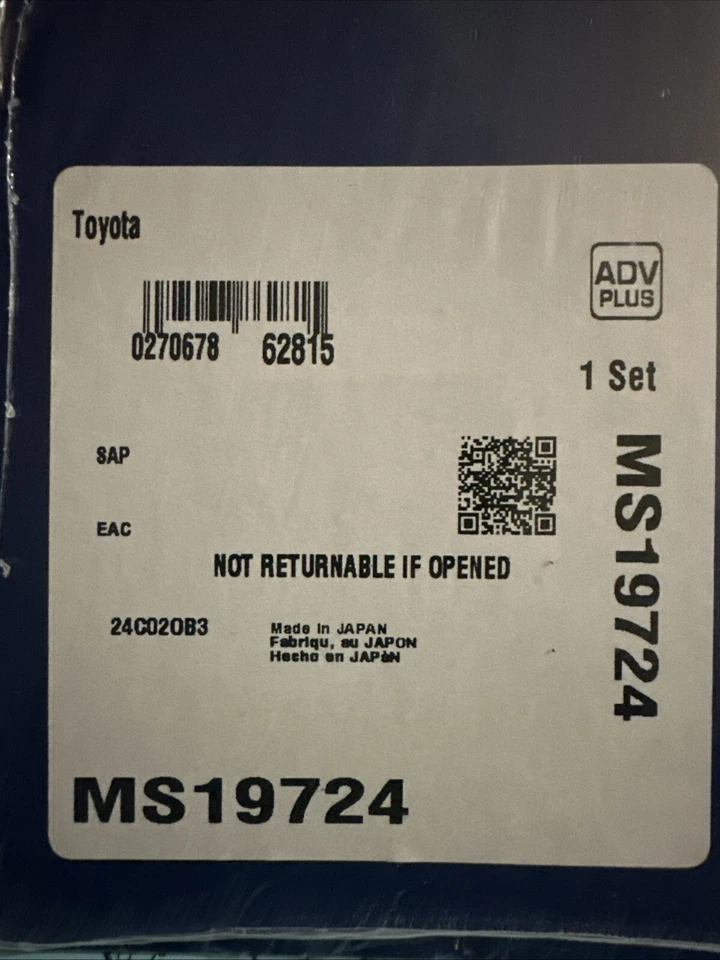 Toyota
ADV
PLUS
0270678 62815
1 Set
SAP
MS19724
EAC
NOT RETURNABLE IF OPENED
24C020B3
Made in JAPAN
Fabriqu, au JAPON
Hecho en JAPàN
MS19724